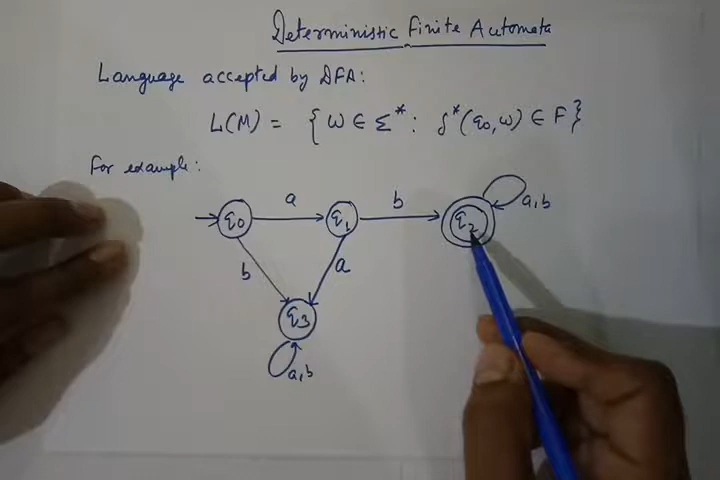 Deterministic Finite Automata
Language accepted by DFA:
L(M) = { w ∈ Σ* : δ*(q0, w) ∈ F }
For example:
q0 a q1 b q2 a,b
b a
q3
a,b